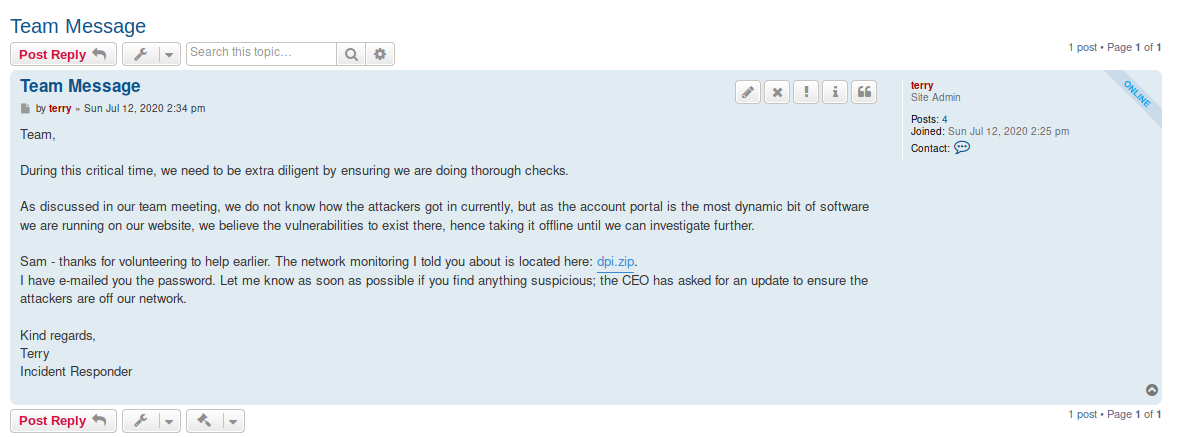 Team Message
Post Reply
Search this topic…
1 post • Page 1 of 1
Team Message
by terry » Sun Jul 12, 2020 2:34 pm
Team,
During this critical time, we need to be extra diligent by ensuring we are doing thorough checks.
As discussed in our team meeting, we do not know how the attackers got in currently, but as the account portal is the most dynamic bit of software
we are running on our website, we believe the vulnerabilities to exist there, hence taking it offline until we can investigate further.
Sam - thanks for volunteering to help earlier. The network monitoring I told you about is located here: dpi.zip.
I have e-mailed you the password. Let me know as soon as possible if you find anything suspicious; the CEO has asked for an update to ensure the
attackers are off our network.
Kind regards,
Terry
Incident Responder
terry
Site Admin
Posts: 4
Joined: Sun Jul 12, 2020 2:25 pm
Contact:
ONLINE
Post Reply
1 post • Page 1 of 1